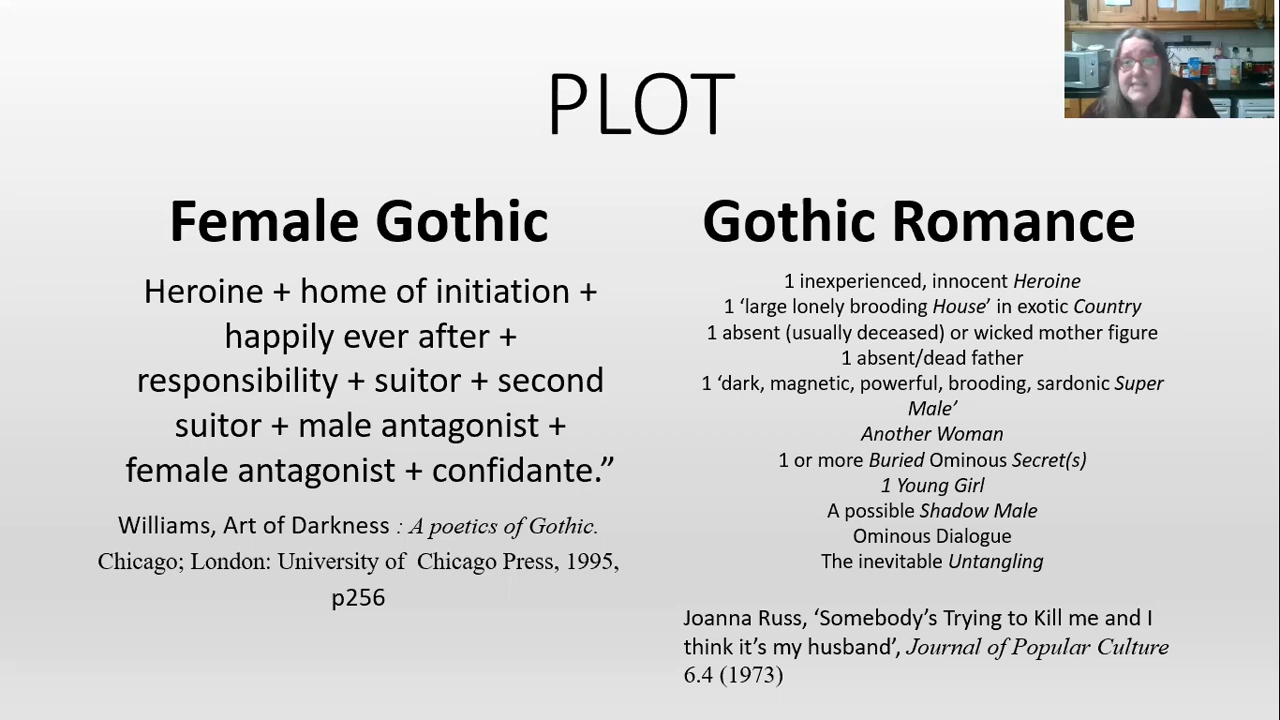 PLOT
Female Gothic
Heroine + home of initiation +
happily ever after +
responsibility + suitor + second
suitor + male antagonist +
female antagonist + confidante.”
Williams, Art of Darkness : A poetics of Gothic.
Chicago; London: University of Chicago Press, 1995,
p256
Gothic Romance
1 inexperienced, innocent Heroine
1 ‘large lonely brooding House’ in exotic Country
1 absent (usually deceased) or wicked mother figure
1 absent/dead father
1 ‘dark, magnetic, powerful, brooding, sardonic Super
Male’
Another Woman
1 or more Buried Ominous Secret(s)
1 Young Girl
A possible Shadow Male
Ominous Dialogue
The inevitable Untangling
Joanna Russ, ‘Somebody’s Trying to Kill me and I
think it’s my husband’, Journal of Popular Culture
6.4 (1973)